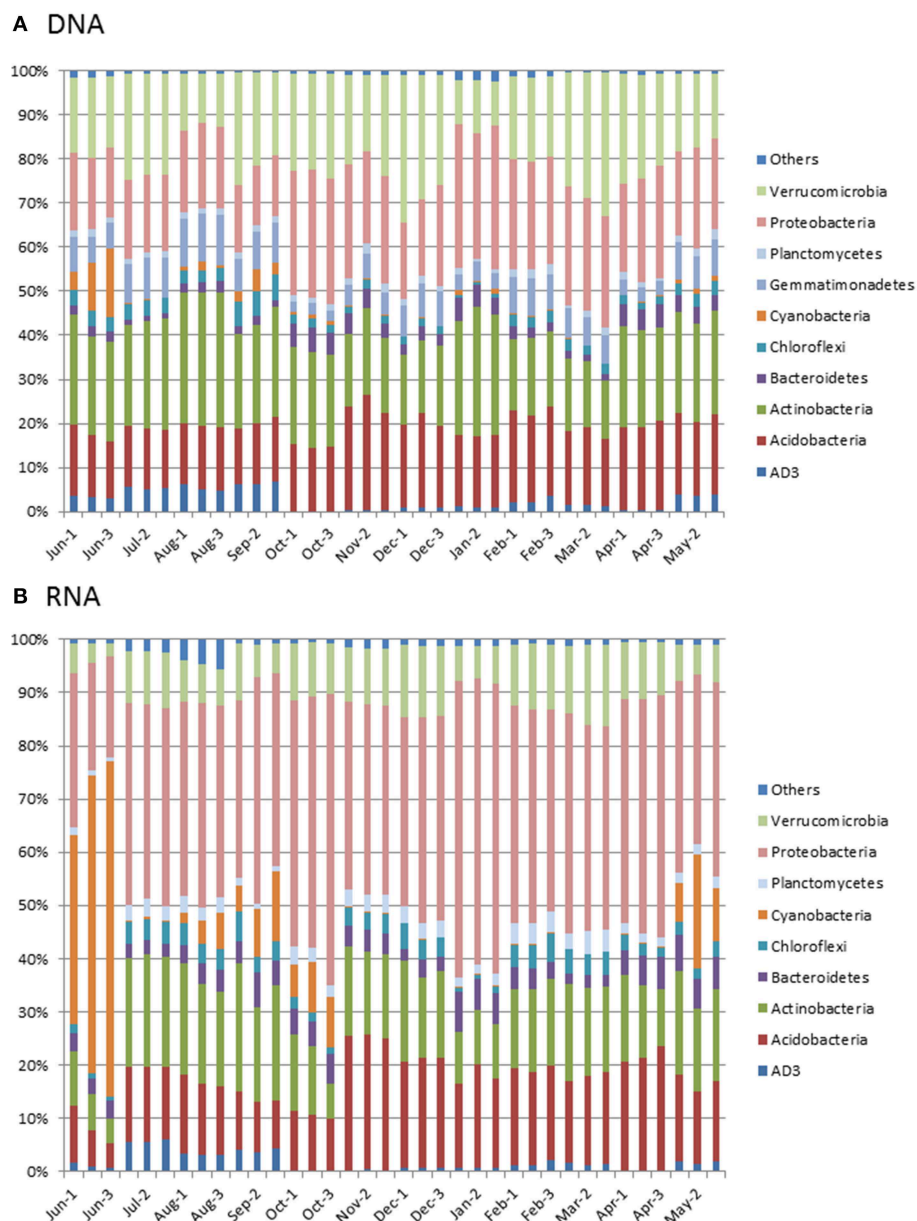 A DNA
100%
90%
80%
70%
60%
50%
40%
30%
20%
10%
0%
Jun-1 Jun-3 Jul-2 Aug-1 Aug-3 Sep-2 Oct-1 Oct-3 Nov-2 Dec-1 Dec-3 Jan-2 Feb-1 Feb-3 Mar-2 Apr-1 Apr-3 May-2
Others
Verrucomicrobia
Proteobacteria
Planctomycetes
Gemmatimonadetes
Cyanobacteria
Chloroflexi
Bacteroidetes
Actinobacteria
Acidobacteria
AD3
B RNA
100%
90%
80%
70%
60%
50%
40%
30%
20%
10%
0%
Jun-1 Jun-3 Jul-2 Aug-1 Aug-3 Sep-2 Oct-1 Oct-3 Nov-2 Dec-1 Dec-3 Jan-2 Feb-1 Feb-3 Mar-2 Apr-1 Apr-3 May-2
Others
Verrucomicrobia
Proteobacteria
Planctomycetes
Cyanobacteria
Chloroflexi
Bacteroidetes
Actinobacteria
Acidobacteria
AD3